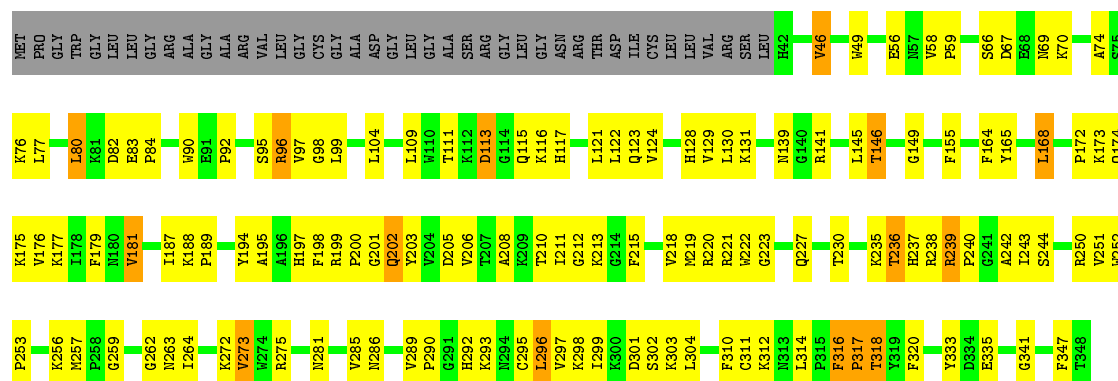 MET PRO GLY TRP GLY LEU LEU GLY ARG ALA GLY ALA ARG VAL LEU GLY CYS GLY ALA ASP GLY LEU GLY ALA SER ARG GLY LEU GLY ASN ARG THR ASP ILE CYS LEU LEU VAL ARG SER LEU H42 V46 W49 E56 N57 V58 P59 S66 D67 E68 N69 K70 A74 S75
K76 L77 L80 K81 D82 E83 P84 W90 E91 P92 S95 R96 V97 G98 L99 L104 L109 W110 T111 K112 D113 G114 Q115 K116 H117 L121 L122 Q123 V124 H128 V129 L130 K131 N139 G140 R141 L145 T146 G149 F155 F164 Y165 L168 P172 K173
K175 V176 K177 I178 F179 N180 V181 I187 K188 P189 Y194 A195 A196 H197 F198 R199 P200 G201 Q202 Y203 V204 D205 V206 T207 A208 K209 T210 I211 G212 K213 G214 F215 V218 M219 R220 R221 W222 G223 Q227 T230 K235 T236 H237 R238 R239 P240 G241 A242 I243 S244 R250 V251 W252
P253 K256 M257 P258 G259 G262 N263 I264 K272 V273 W274 R275 N281 V285 N286 V289 P290 G291 H292 K293 N294 C295 L296 V297 K298 I299 K300 D301 S302 K303 L304 F310 C311 K312 N313 L314 P315 F316 P317 T318 Y319 F320 Y333 D334 E335 G341 F347 T348